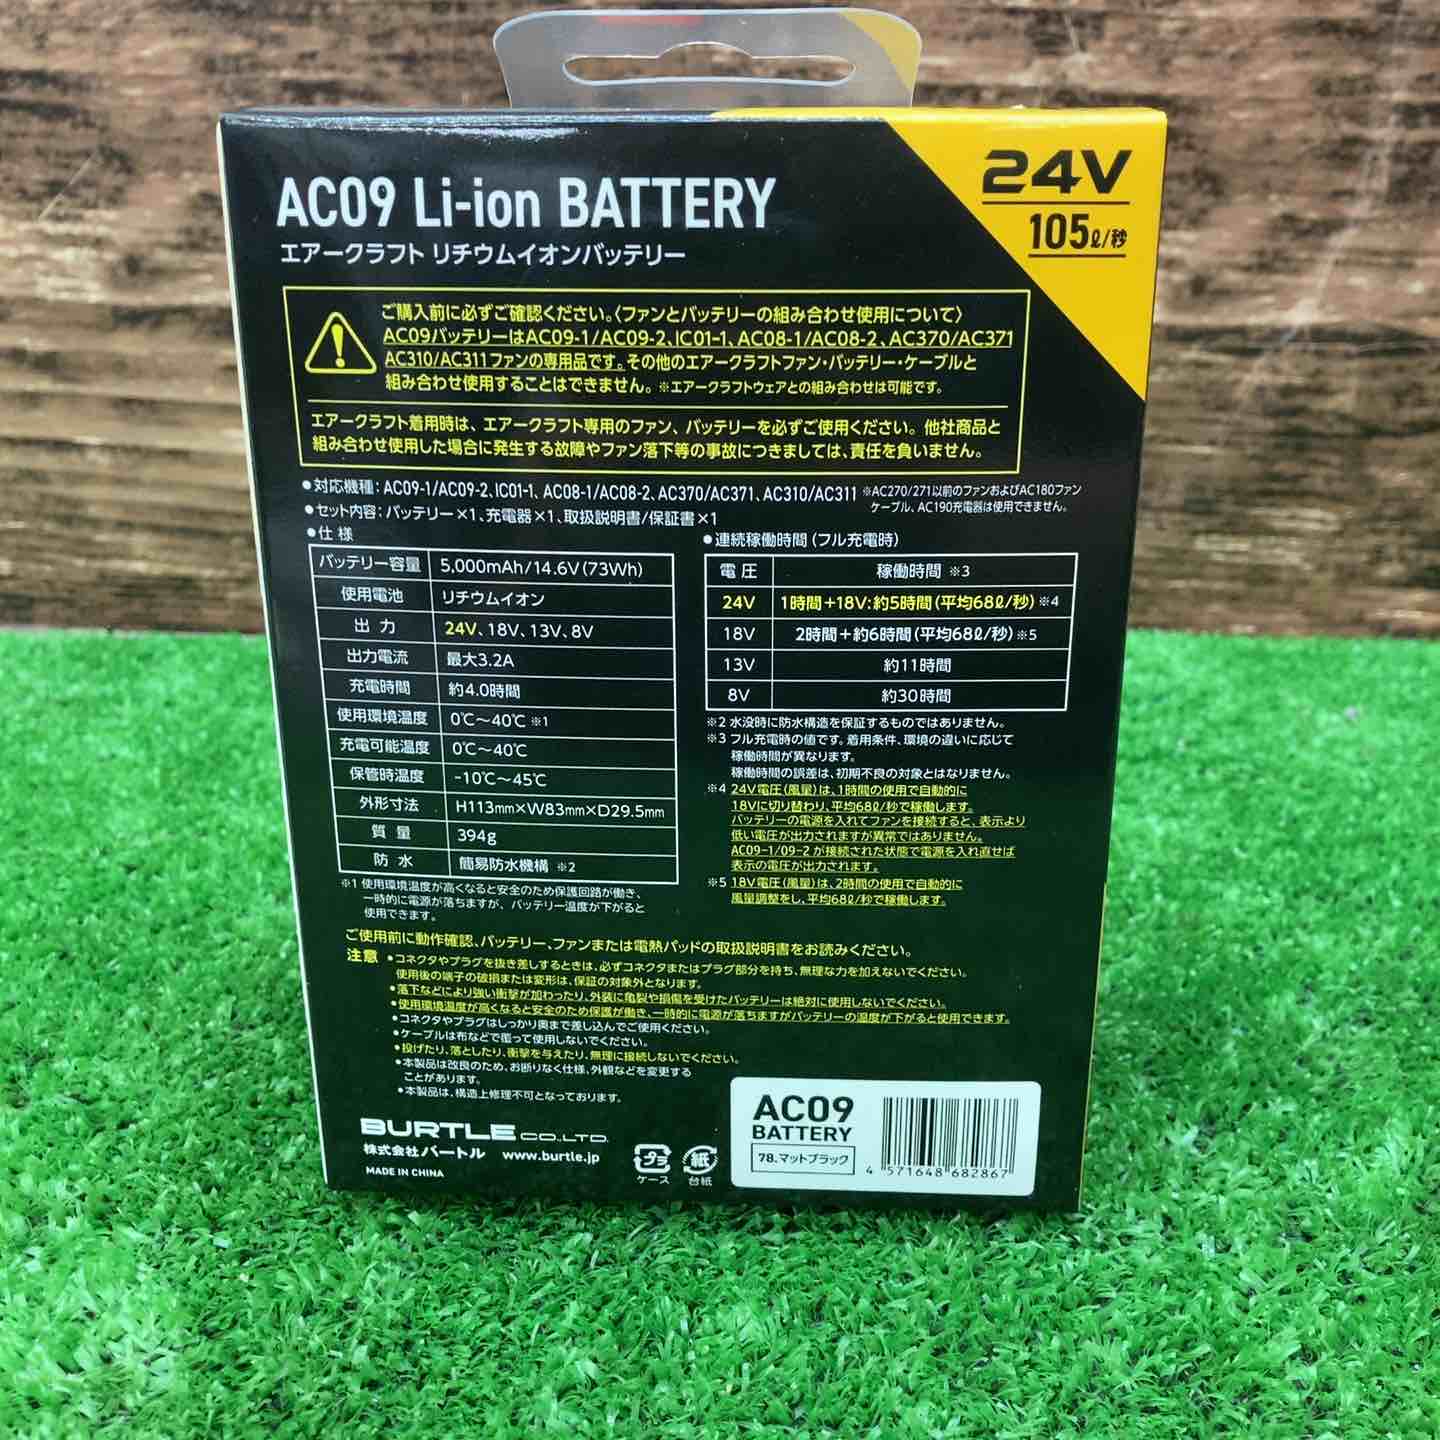 AC09 Li-ion BATTERY
エアークラフト リチウムイオンバッテリー
24V
105ℓ/秒
ご購入前に必ずご確認ください。〈ファンとバッテリーの組み合わせ使用について〉
AC09バッテリーはAC09-1/AC09-2、IC01-1、AC08-1/AC08-2、AC370/AC371
AC310/AC311ファンの専用品です。その他のエアークラフトファン・バッテリー・ケーブルと
組み合わせ使用することはできません。※エアークラフトウェアとの組み合わせは可能です。
エアークラフト着用時は、エアークラフト専用のファン、バッテリーを必ずご使用ください。他社商品と
組み合わせ使用した場合に発生する故障やファン落下等の事故につきましては、責任を負いません。
●対応機種：AC09-1/AC09-2、IC01-1、AC08-1/AC08-2、AC370/AC371、AC310/AC311 ※AC270/271以前のファンおよびAC180ファン
ケーブル、AC190充電器は使用できません。
●セット内容：バッテリー×1、充電器×1、取扱説明書/保証書×1
●仕様
バッテリー容量 5,000mAh/14.6V(73Wh)
使用電池 リチウムイオン
出力 24V、18V、13V、8V
出力電流 最大3.2A
充電時間 約4.0時間
使用環境温度 0℃～40℃ ※1
充電可能温度 0℃～40℃
保管時温度 -10℃～45℃
外形寸法 H113mm×W83mm×D29.5mm
質量 394g
防水 簡易防水機構 ※2
※1 使用環境温度が高くなると安全のため保護回路が働き、
一時的に電源が落ちますが、バッテリー温度が下がると
使用できます。
●連続稼働時間（フル充電時）
電圧 稼働時間 ※3
24V 1時間＋18V：約5時間（平均68ℓ/秒）※4
18V 2時間＋約6時間（平均68ℓ/秒）※5
13V 約11時間
8V 約30時間
※2 水没時に防水構造を保証するものではありません。
※3 フル充電時の値です。着用条件、環境の違いに応じて
稼働時間が異なります。
稼働時間の誤差は、初期不良の対象とはなりません。
※4 24V電圧（風量）は、1時間の使用で自動的に
18Vに切り替わり、平均68ℓ/秒で稼働します。
バッテリーの電源を入れてファンを接続すると、表示より
低い電圧が出力されますが異常ではありません。
AC09-1/09-2 が接続された状態で電源を入れ直せば
表示の電圧が出力されます。
※5 18V電圧（風量）は、2時間の使用で自動的に
風量調整をし、平均68ℓ/秒で稼働します。
ご使用前に動作確認、バッテリー、ファンまたは電熱パッドの取扱説明書をお読みください。
注意 ●コネクタやプラグを抜き差しするときは、必ずコネクタまたはプラグ部分を持ち、無理な力を加えないでください。
使用後の端子の破損または変形は、保証の対象外となります。
●落下などにより強い衝撃が加わったり、外装に亀裂や損傷を受けたバッテリーは絶対に使用しないでください。
●使用環境温度が高くなると安全のため保護が働き、一時的に電源が落ちますがバッテリーの温度が下がると使用できます。
●コネクタやプラグはしっかり奥まで差し込んでご使用ください。
●ケーブルは布などで覆って使用しないでください。
●投げたり、落としたり、衝撃を与えたり、無理に接続しないでください。
●本製品は改良のため、お断りなく仕様、外観などを変更する
ことがあります。
●本製品は、構造上修理不可となっております。
BURTLE CO.,LTD.
株式会社バートル www.burtle.jp
MADE IN CHINA
プラ
ケース
紙
台紙
AC09
BATTERY
78.マットブラック
4 571648 682867